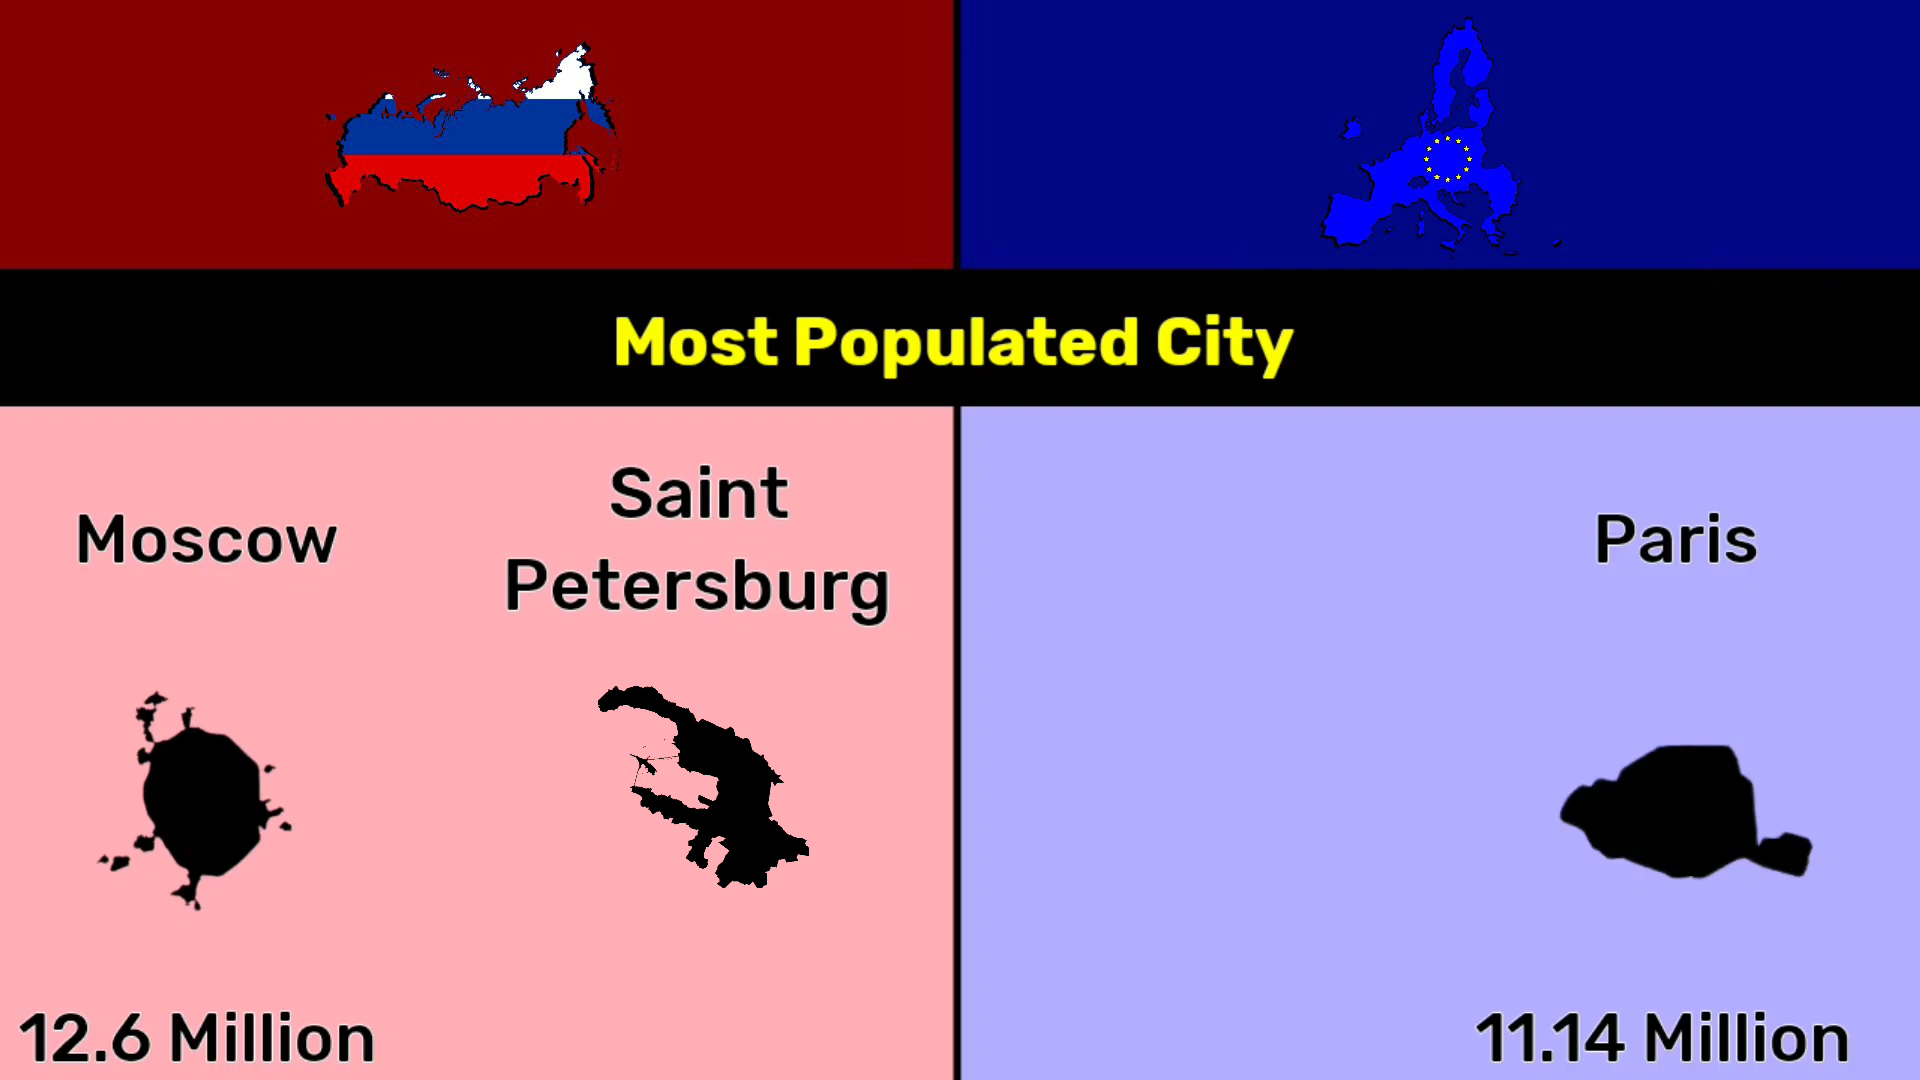 Most Populated City
Moscow
Saint
Petersburg
Paris
12.6 Million
11.14 Million